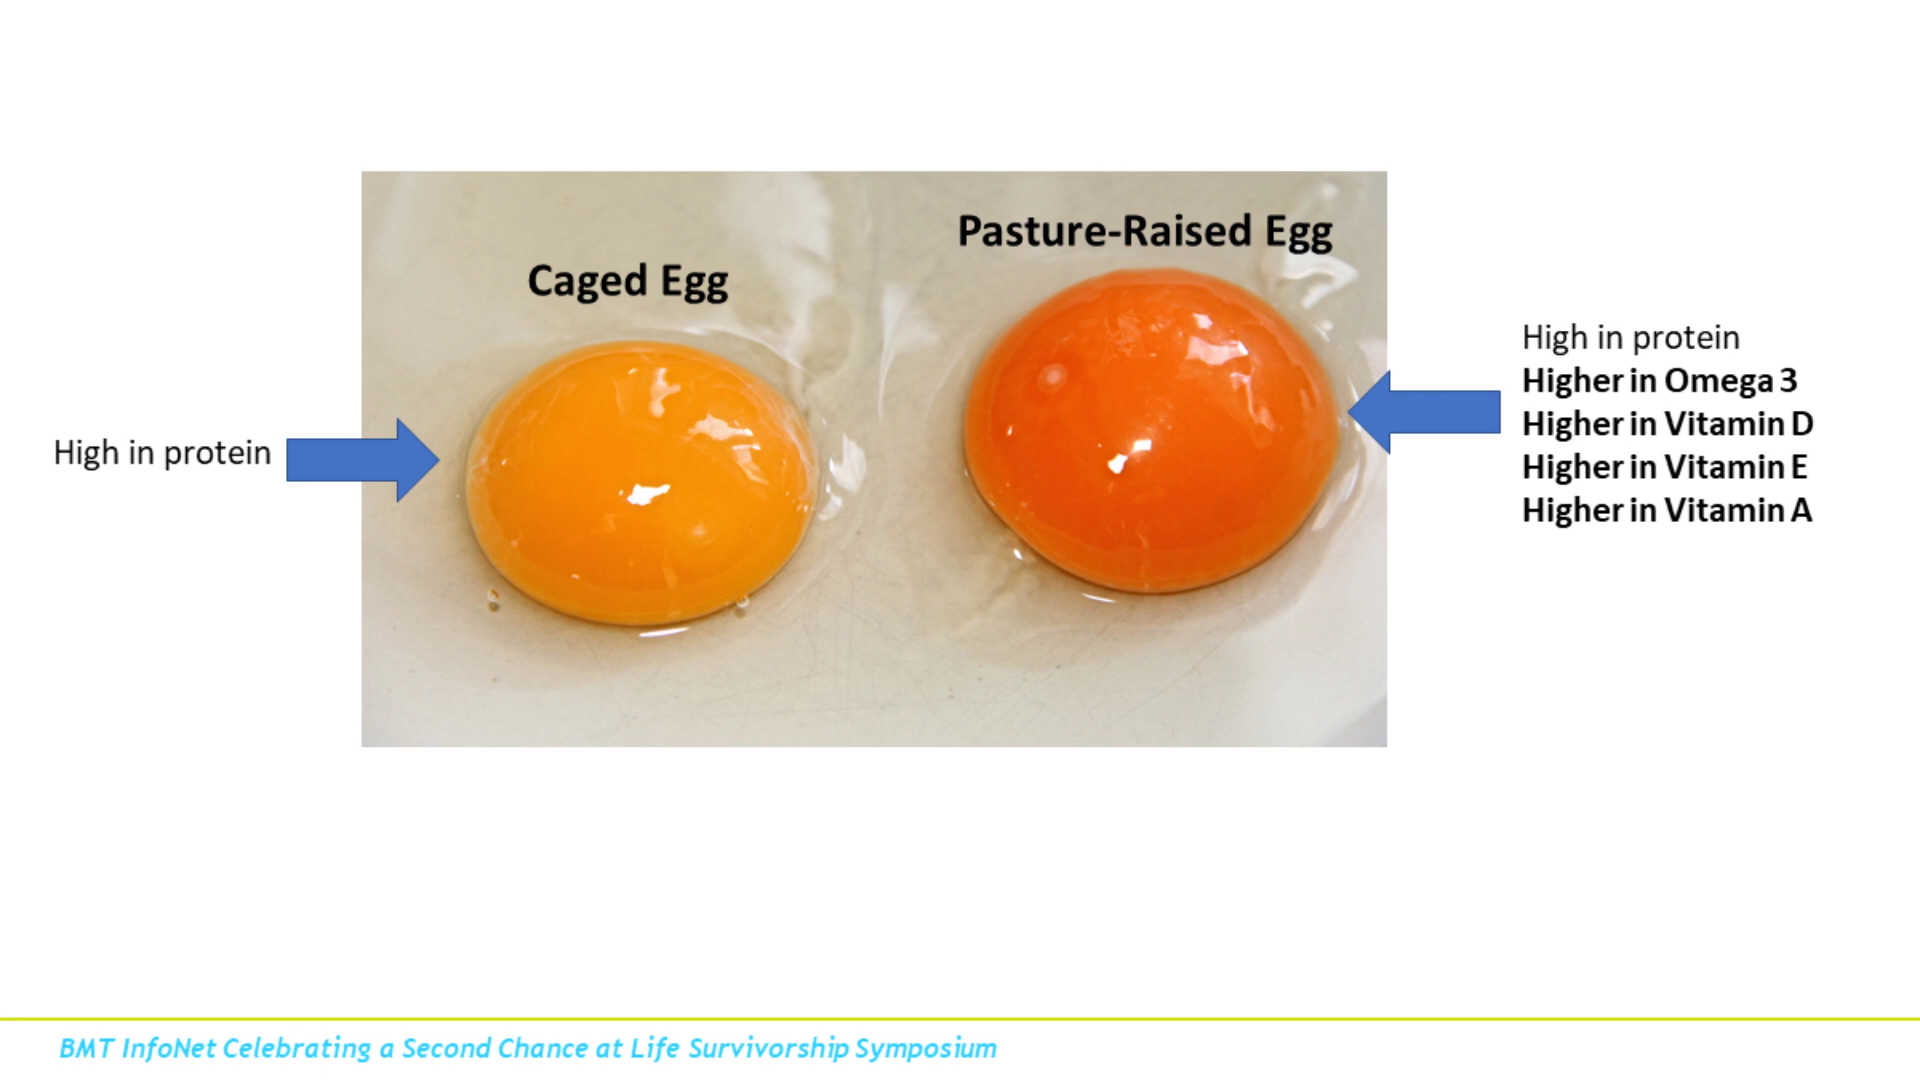 Caged Egg
Pasture-Raised Egg
High in protein
High in protein
Higher in Omega 3
Higher in Vitamin D
Higher in Vitamin E
Higher in Vitamin A
BMT InfoNet Celebrating a Second Chance at Life Survivorship Symposium